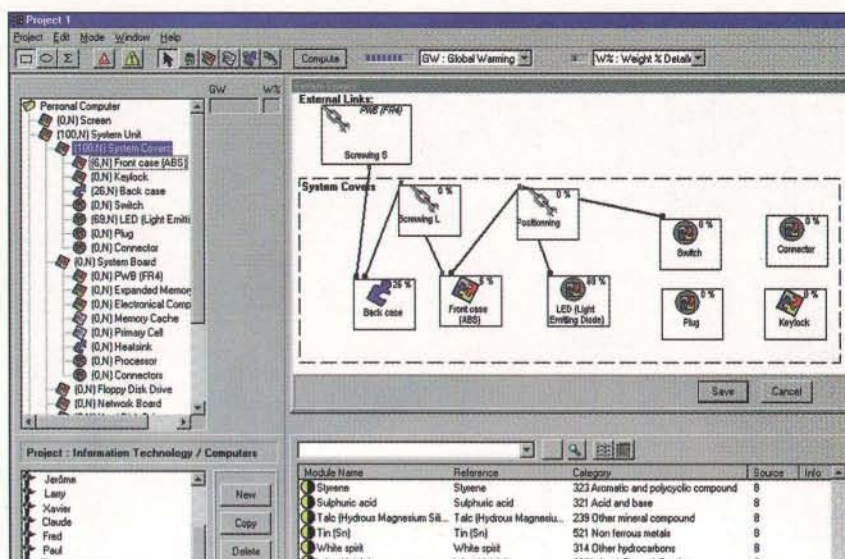 Project 1
Project Edit Mode Window Help
Σ Compute GW : Global Warming W% : Weight % Details
GW W%
Personal Computer
(0,N) Screen
(100,N) System Unit
(100,N) System Covers
(6,N) Front case (ABS)
(0,N) Keylock
(26,N) Back case
(0,N) Switch
(69,N) LED (Light Emitti
(0,N) Plug
(0,N) Connector
(0,N) System Board
(0,N) PWB (FR4)
(0,N) Expanded Memory
(0,N) Electronical Comp
(0,N) Memory Cache
(0,N) Primary Cell
(0,N) Heatsink
(0,N) Processor
(0,N) Connectors
(0,N) Floppy Disk Drive
(0,N) Network Board
External Links:
PWB (FR4)
Screwing S
System Covers
0 %
Screwing L
0 %
Positionning
0 %
Switch
0 %
Connector
26 %
Back case
6 %
Front case
(ABS)
69 %
LED (Light
Emiting Diode)
0 %
Plug
0 %
Keylock
Save Cancel
Project : Information Technology / Computers
Jerôme
Larry
Xavier
Claude
Fred
Paul
New
Copy
Delete
Module Name Reference Category Source Info
Styrene Styrene 323 Aromatic and polycyclic compound 8
Sulphuric acid Sulphuric acid 321 Acid and base 8
Talc (Hydrous Magnesium Sili... Talc (Hydrous Magnesiu... 239 Other mineral compound 8
Tin (Sn) Tin (Sn) 521 Non ferrous metals 8
White spirit White spirit 314 Other hydrocarbons 8